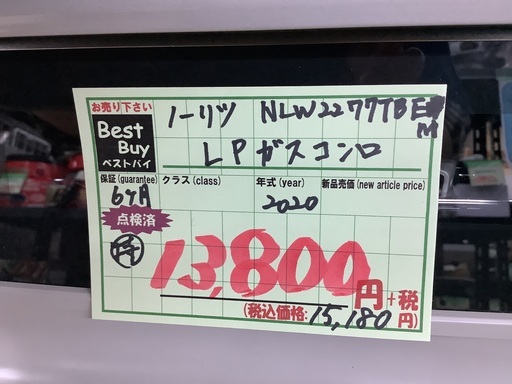 お売り下さい
Best
Buy
ベストバイ
ノーリツ NLW2277TBE
M
LPガスコンロ
保証(guarantee) クラス(class) 年式(year) 新品売価(new article price)
6ヶ月 2020
点検済
13,800円+税
(税込価格:15,180円)